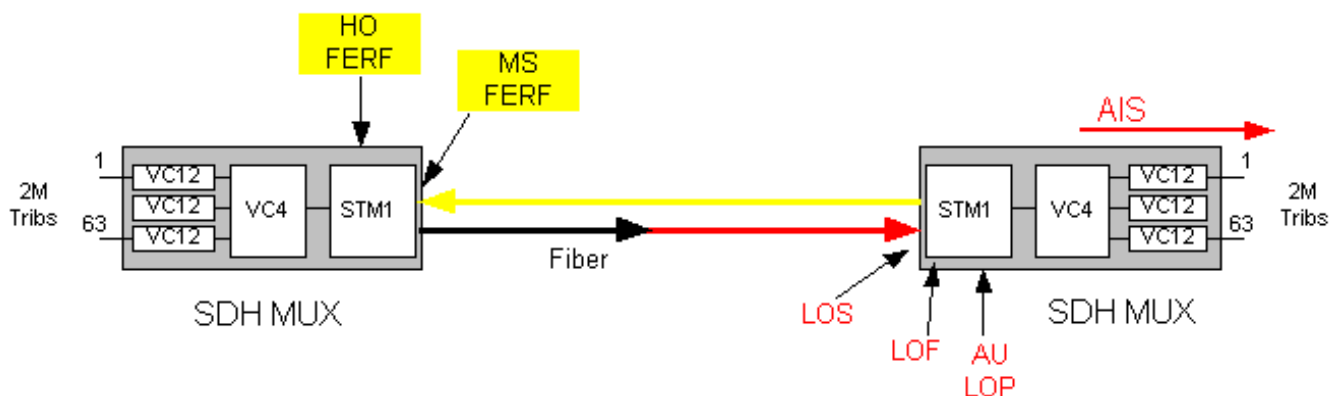 HO
FERF
MS
FERF
AIS
1
VC12
2M
Tribs
VC12
VC4
STM1
63
VC12
Fiber
SDH MUX
STM1
VC4
VC12
1
VC12
2M
Tribs
VC12
63
LOS
LOF
AU
LOP
SDH MUX